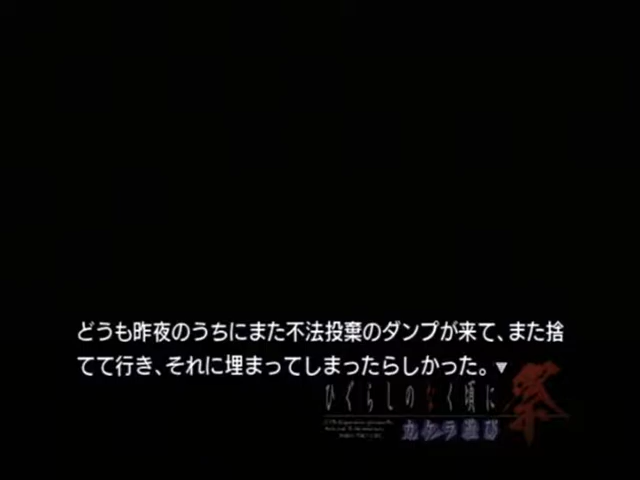 どうも昨夜のうちにまた不法投棄のダンプが来て、また捨
てて行き、それに埋まってしまったらしかった。▼
ひぐらしのなく頃に 祭
カケラ遊び